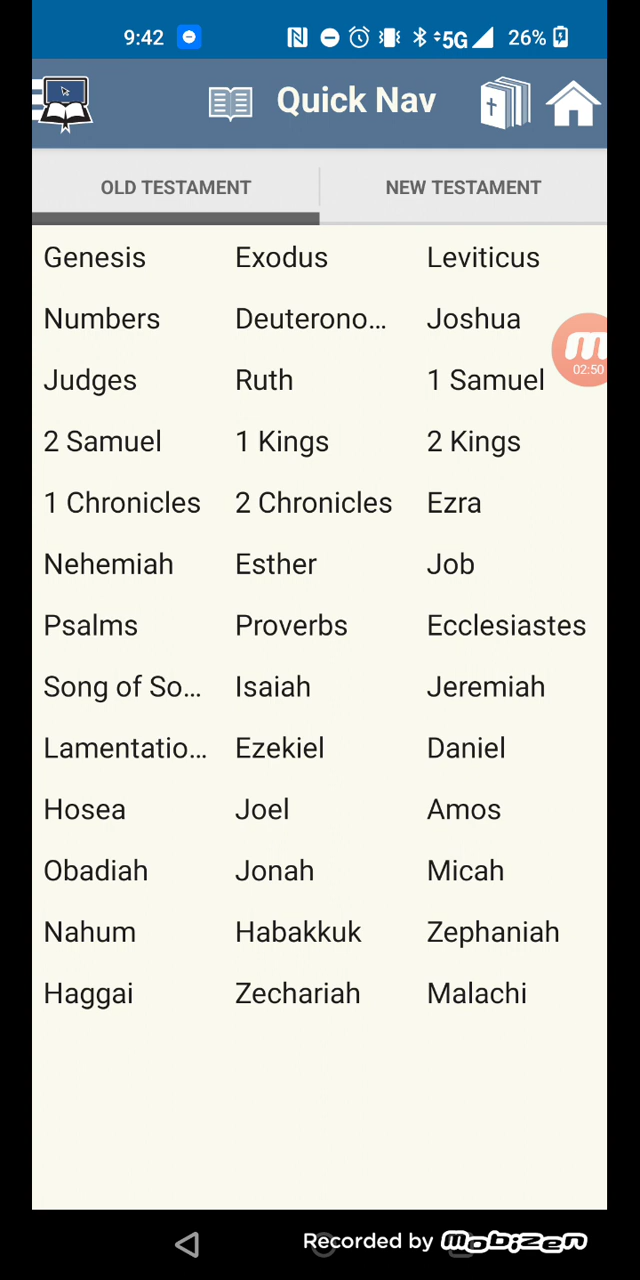 9:42 5G 26%
Quick Nav
OLD TESTAMENT NEW TESTAMENT
Genesis Exodus Leviticus
Numbers Deuterono... Joshua
02:50
Judges Ruth 1 Samuel
2 Samuel 1 Kings 2 Kings
1 Chronicles 2 Chronicles Ezra
Nehemiah Esther Job
Psalms Proverbs Ecclesiastes
Song of So... Isaiah Jeremiah
Lamentatio... Ezekiel Daniel
Hosea Joel Amos
Obadiah Jonah Micah
Nahum Habakkuk Zephaniah
Haggai Zechariah Malachi
Recorded by mobizen